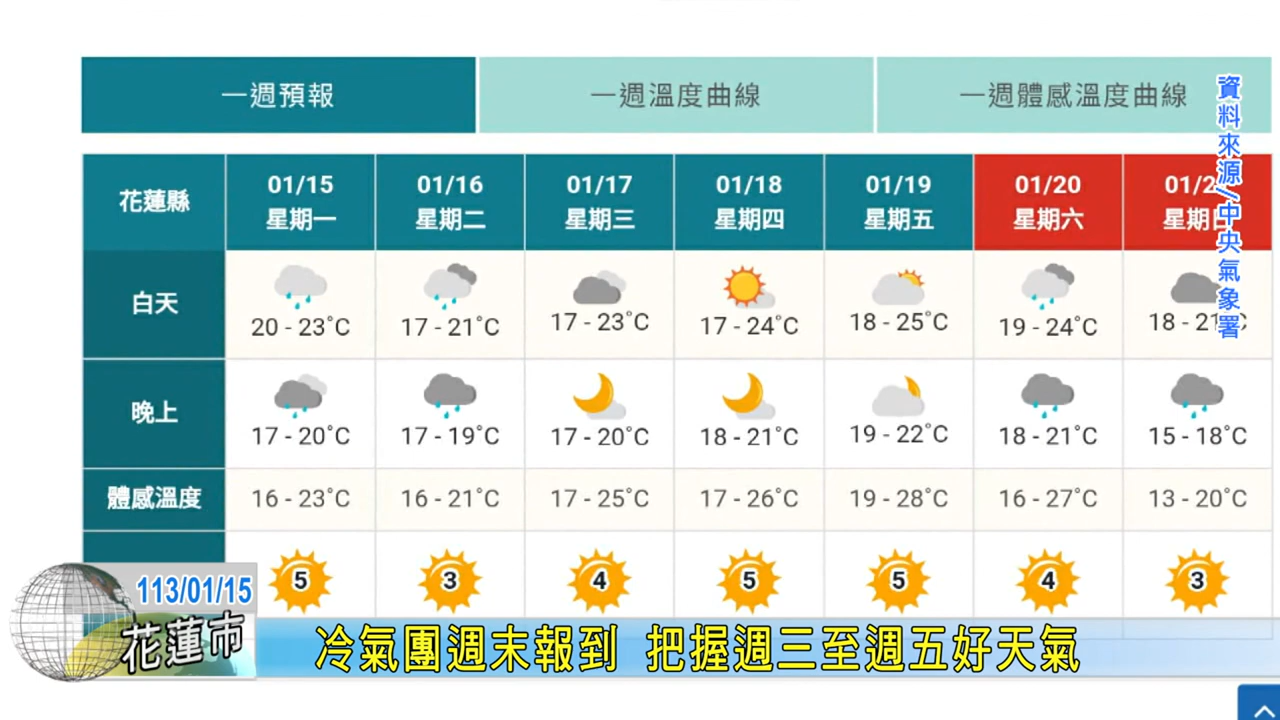 一週預報 一週溫度曲線 一週體感溫度曲線
資料來源/中央氣象署
花蓮縣 01/15 01/16 01/17 01/18 01/19 01/20
星期一 星期二 星期三 星期四 星期五 星期六 星期日
白天 20 - 23°C 17 - 21°C 17 - 23°C 17 - 24°C 18 - 25°C 19 - 24°C 18 - 21°C
晚上 17 - 20°C 17 - 19°C 17 - 20°C 18 - 21°C 19 - 22°C 18 - 21°C 15 - 18°C
體感溫度 16 - 23°C 16 - 21°C 17 - 25°C 17 - 26°C 19 - 28°C 16 - 27°C 13 - 20°C
5 3 4 5 5 4 3
113/01/15
花蓮市
冷氣團週末報到 把握週三至週五好天氣